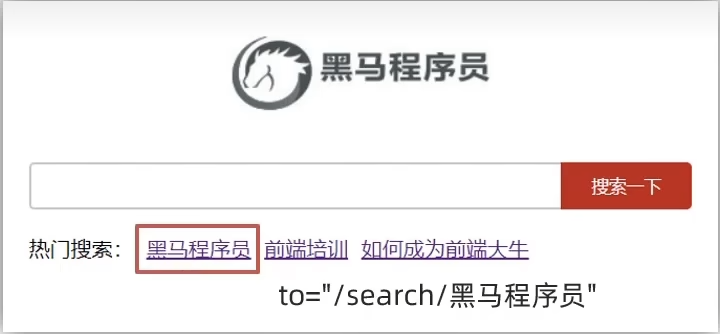 黑马程序员
搜索一下
热门搜索： 黑马程序员 前端培训 如何成为前端大牛
to="/search/黑马程序员"